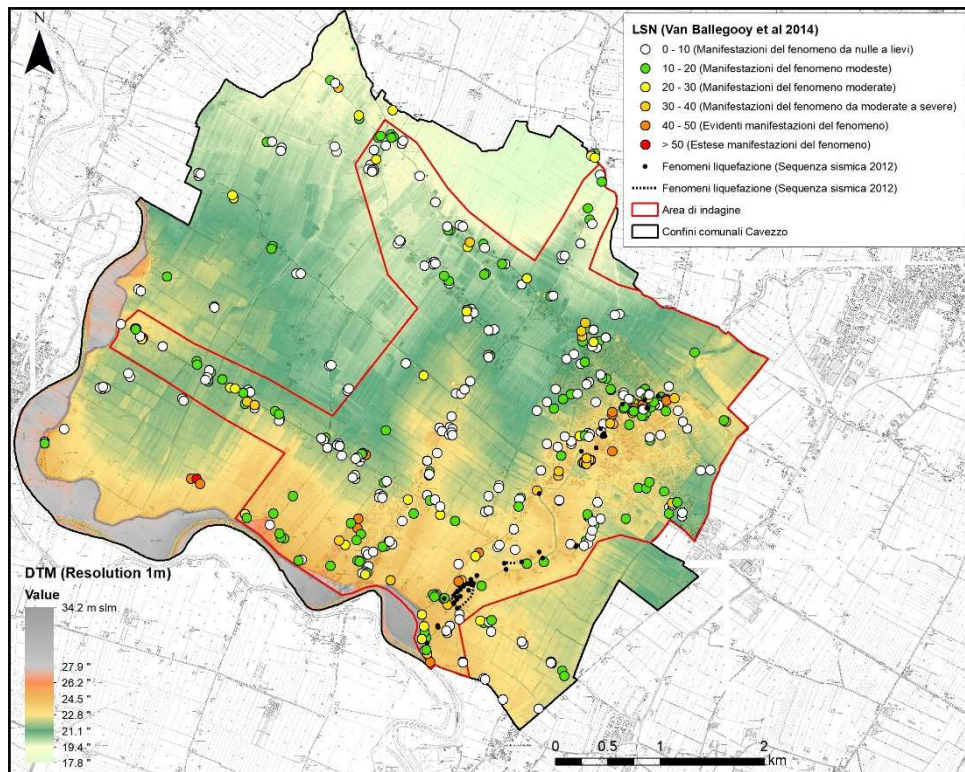 N
LSN (Van Ballegooy et al 2014)
0 - 10 (Manifestazioni del fenomeno da nulle a lievi)
10 - 20 (Manifestazioni del fenomeno modeste)
20 - 30 (Manifestazioni del fenomeno moderate)
30 - 40 (Manifestazioni del fenomeno da moderate a severe)
40 - 50 (Evidenti manifestazioni del fenomeno)
> 50 (Estese manifestazioni del fenomeno)
Fenomeni liquefazione (Sequenza sismica 2012)
Fenomeni liquefazione (Sequenza sismica 2012)
Area di indagine
Confini comunali Cavezzo
DTM (Resolution 1m)
Value
34.2 m slm
27.9 "
26.2 "
24.5 "
22.8 "
21.1 "
19.4 "
17.8 "
0 0.5 1 2
km